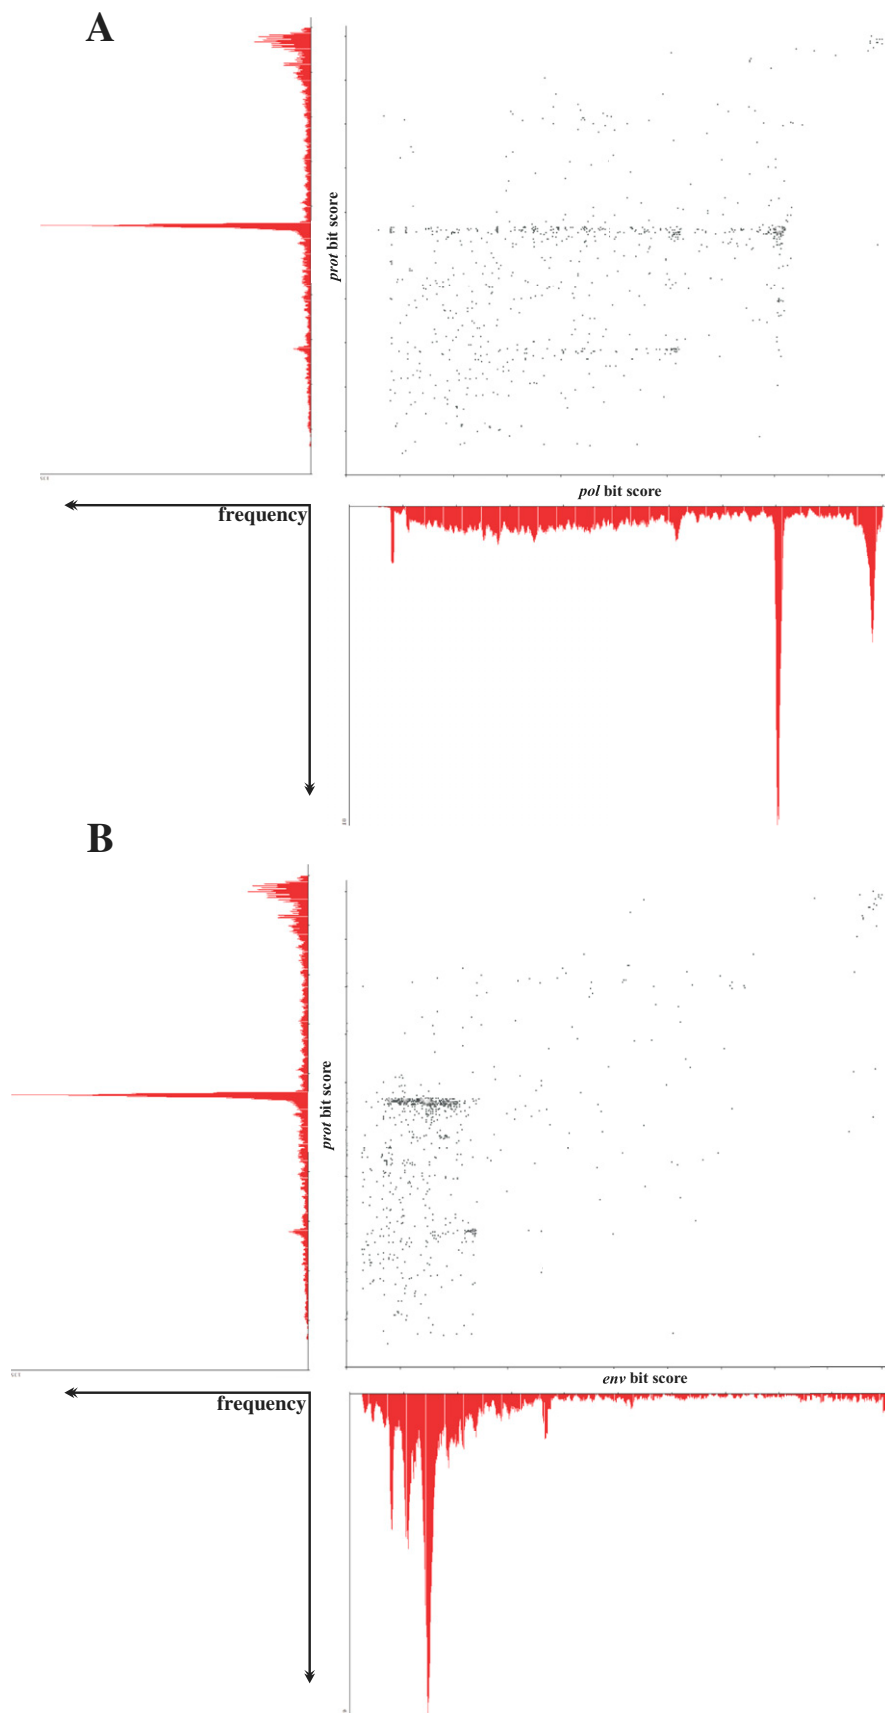 A
prot bit score
pol bit score
frequency
B
prot bit score
env bit score
frequency